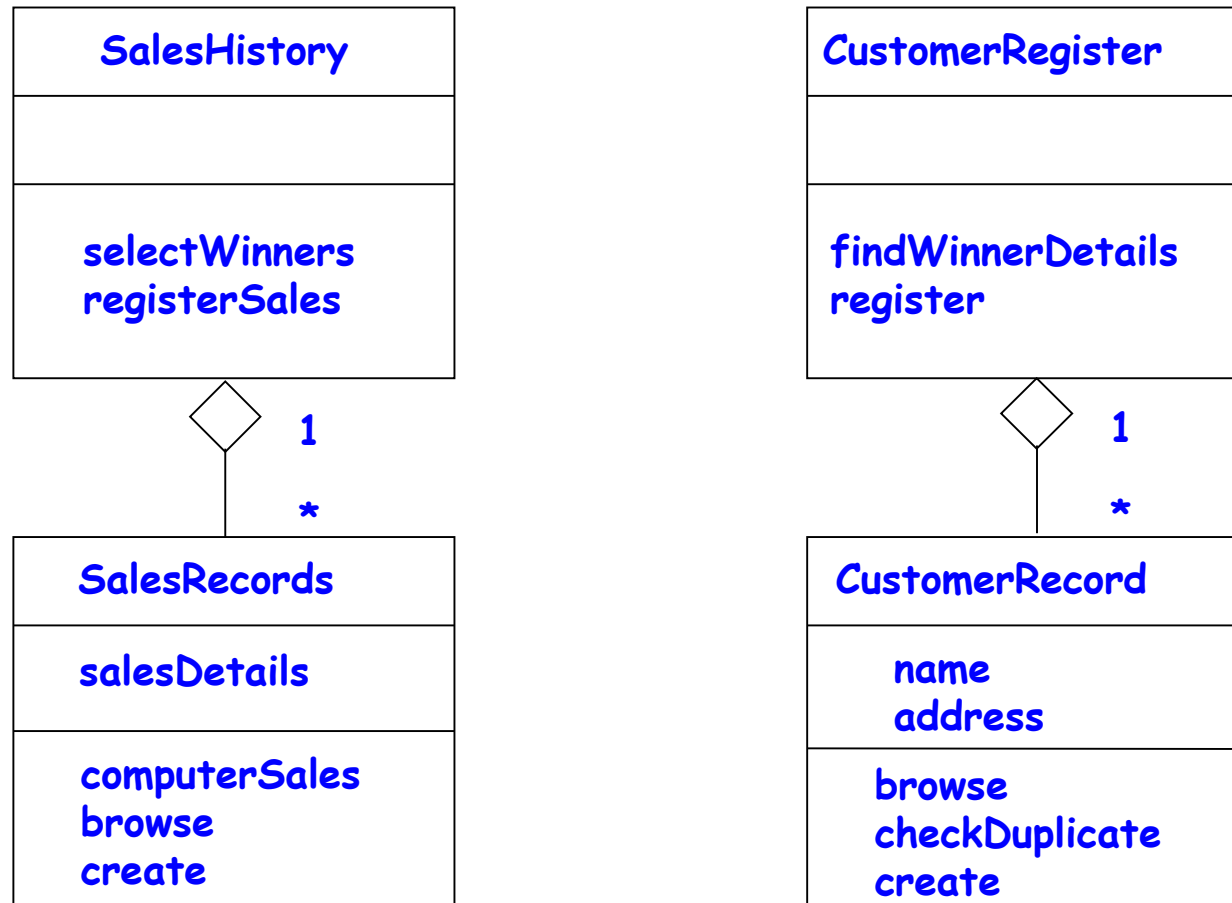 SalesHistory
selectWinners
registerSales
1
*
SalesRecords
salesDetails
computerSales
browse
create
CustomerRegister
findWinnerDetails
register
1
*
CustomerRecord
name
address
browse
checkDuplicate
create